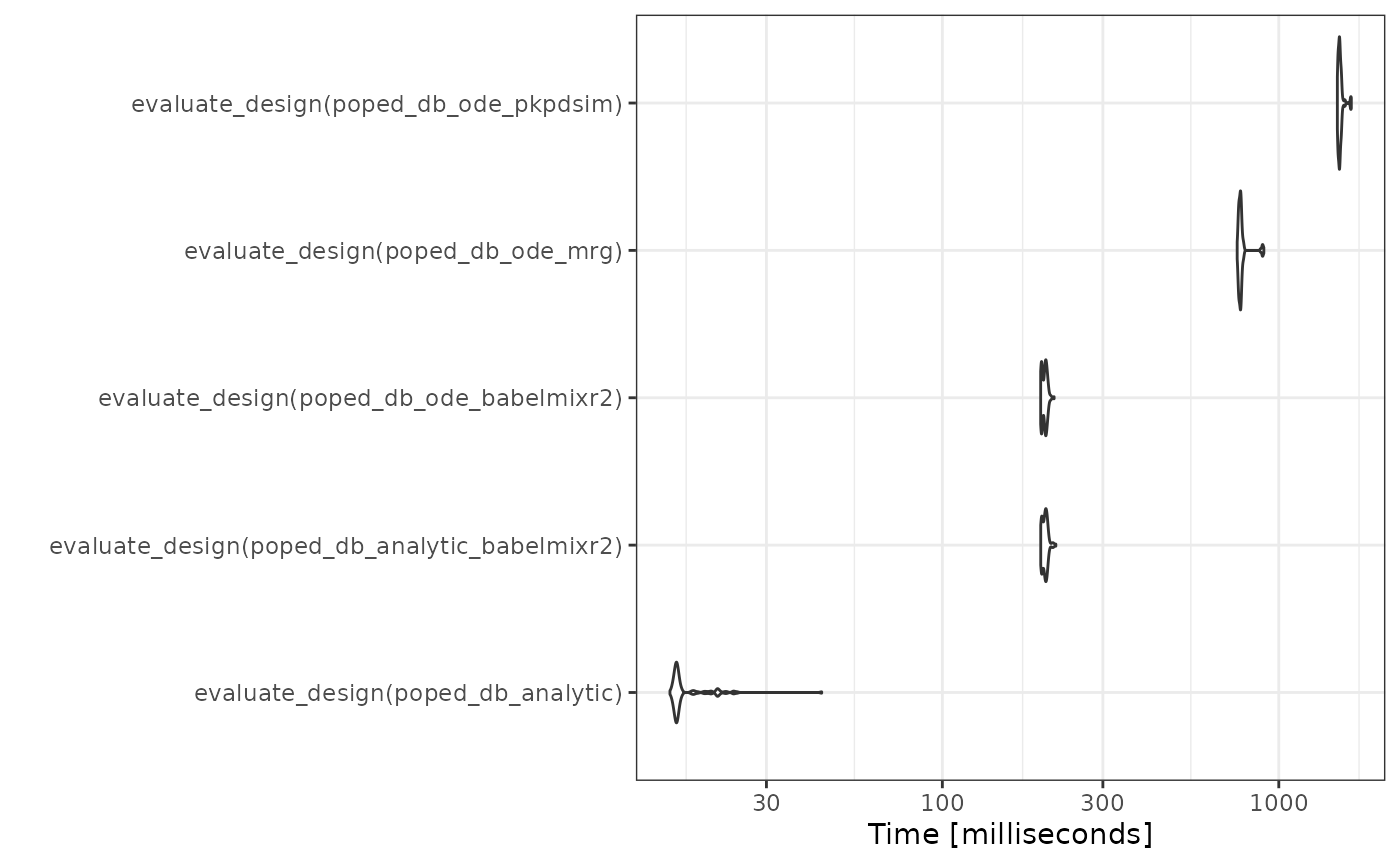 evaluate_design(poped_db_ode_pkpdsim)
evaluate_design(poped_db_ode_mrg)
evaluate_design(poped_db_ode_babelmixr2)
evaluate_design(poped_db_analytic_babelmixr2)
evaluate_design(poped_db_analytic)
30 100 300 1000
Time [milliseconds]